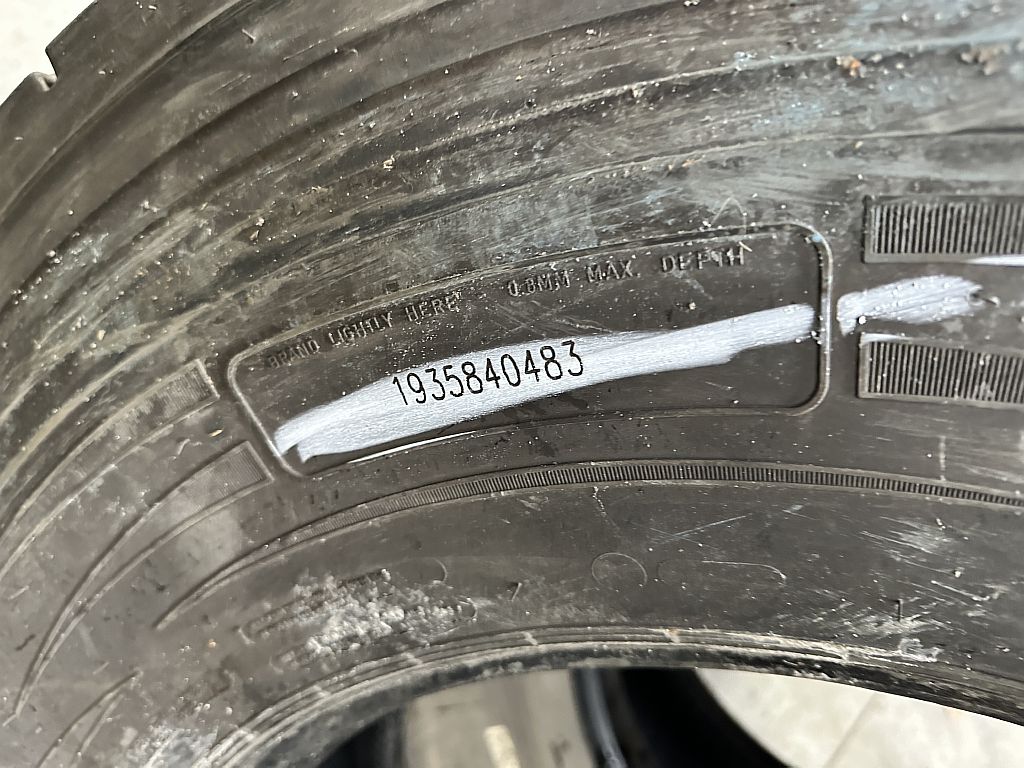 BRAND LIGHTLY HERE 0.8MM MAX. DEPTH
1935840483